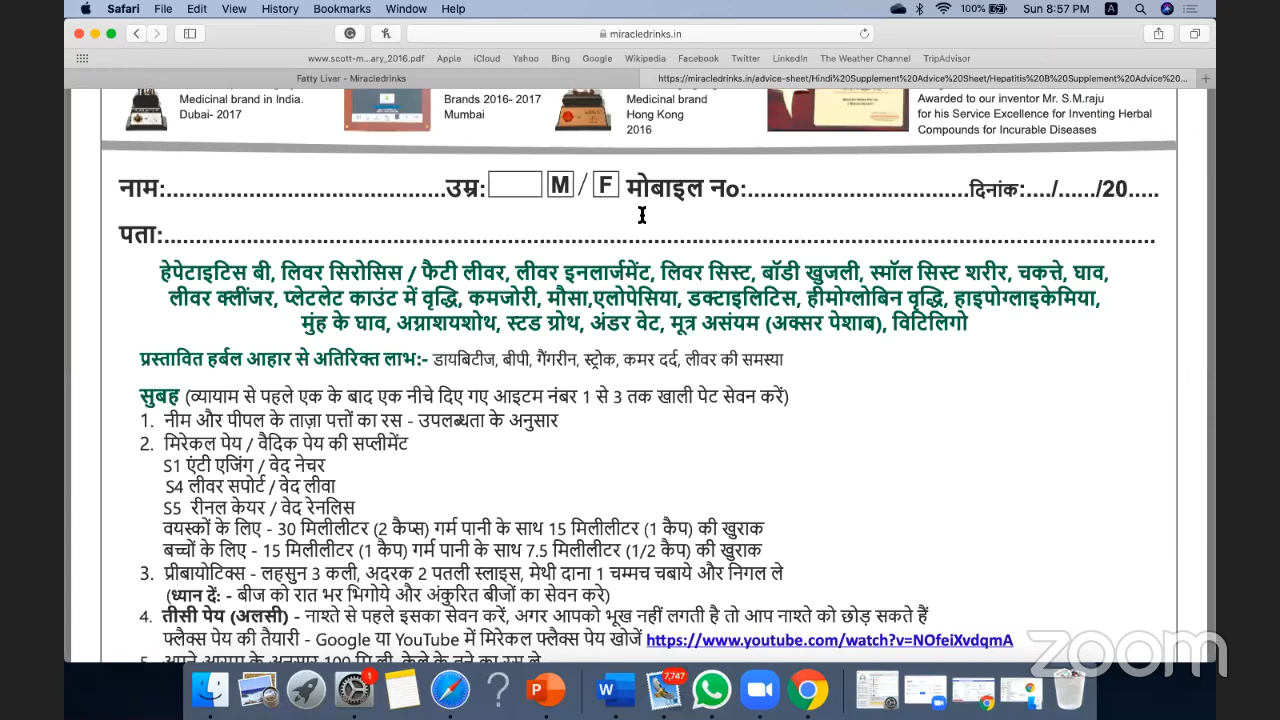 Safari File Edit View History Bookmarks Window Help 100% Sun 8:57 PM A
miracledrinks.in
www.scott-m...ary_2016.pdf Apple iCloud Yahoo Bing Google Wikipedia Facebook Twitter LinkedIn The Weather Channel TripAdvisor
Fatty Liver - Miracledrinks https://miracledrinks.in/advice-sheet/Hindi%20Supplement%20Advice%20Sheet/Hepatitis%20B%20Supplement%20Advice%20...
Medicinal brand in India.
Dubai- 2017
Brands 2016- 2017
Mumbai
Medicinal brand
Hong Kong
2016
Awarded to our inventor Mr. S.M.raju
for his Service Excellence for Inventing Herbal
Compounds for Incurable Diseases
नाम:............................................उम्र: M / F मोबाइल नo:...................................दिनांक:..../....../20.....
पता:............................................................................................................................................................
हेपेटाइटिस बी, लिवर सिरोसिस / फैटी लीवर, लीवर इनलार्जमेंट, लिवर सिस्ट, बॉडी खुजली, स्मॉल सिस्ट शरीर, चकत्ते, घाव,
लीवर क्लींजर, प्लेटलेट काउंट में वृद्धि, कमजोरी, मौसा,एलोपेसिया, डक्टाइलिटिस, हीमोग्लोबिन वृद्धि, हाइपोग्लाइकेमिया,
मुंह के घाव, अग्नाशयशोथ, स्टड ग्रोथ, अंडर वेट, मूत्र असंयम (अक्सर पेशाब), विटिलिगो
प्रस्तावित हर्बल आहार से अतिरिक्त लाभ:- डायबिटीज, बीपी, गैंगरीन, स्ट्रोक, कमर दर्द, लीवर की समस्या
सुबह (व्यायाम से पहले एक के बाद एक नीचे दिए गए आइटम नंबर 1 से 3 तक खाली पेट सेवन करें)
1. नीम और पीपल के ताज़ा पत्तों का रस - उपलब्धता के अनुसार
2. मिरेकल पेय / वैदिक पेय की सप्लीमेंट
S1 एंटी एजिंग / वेद नेचर
S4 लीवर सपोर्ट / वेद लीवा
S5 रीनल केयर / वेद रेनलिस
वयस्कों के लिए - 30 मिलीलीटर (2 कैप्स) गर्म पानी के साथ 15 मिलीलीटर (1 कैप) की खुराक
बच्चों के लिए - 15 मिलीलीटर (1 कैप) गर्म पानी के साथ 7.5 मिलीलीटर (1/2 कैप) की खुराक
3. प्रीबायोटिक्स - लहसुन 3 कली, अदरक 2 पतली स्लाइस, मेथी दाना 1 चम्मच चबाये और निगल ले
(ध्यान दें: - बीज को रात भर भिगोये और अंकुरित बीजों का सेवन करे)
4. तीसी पेय (अलसी) - नाश्ते से पहले इसका सेवन करें, अगर आपको भूख नहीं लगती है तो आप नाश्ते को छोड़ सकते हैं
फ्लैक्स पेय की तैयारी - Google या YouTube में मिरेकल फ्लैक्स पेय खोजें https://www.youtube.com/watch?v=NOfeiXvdqmA
zoom
1
7,747